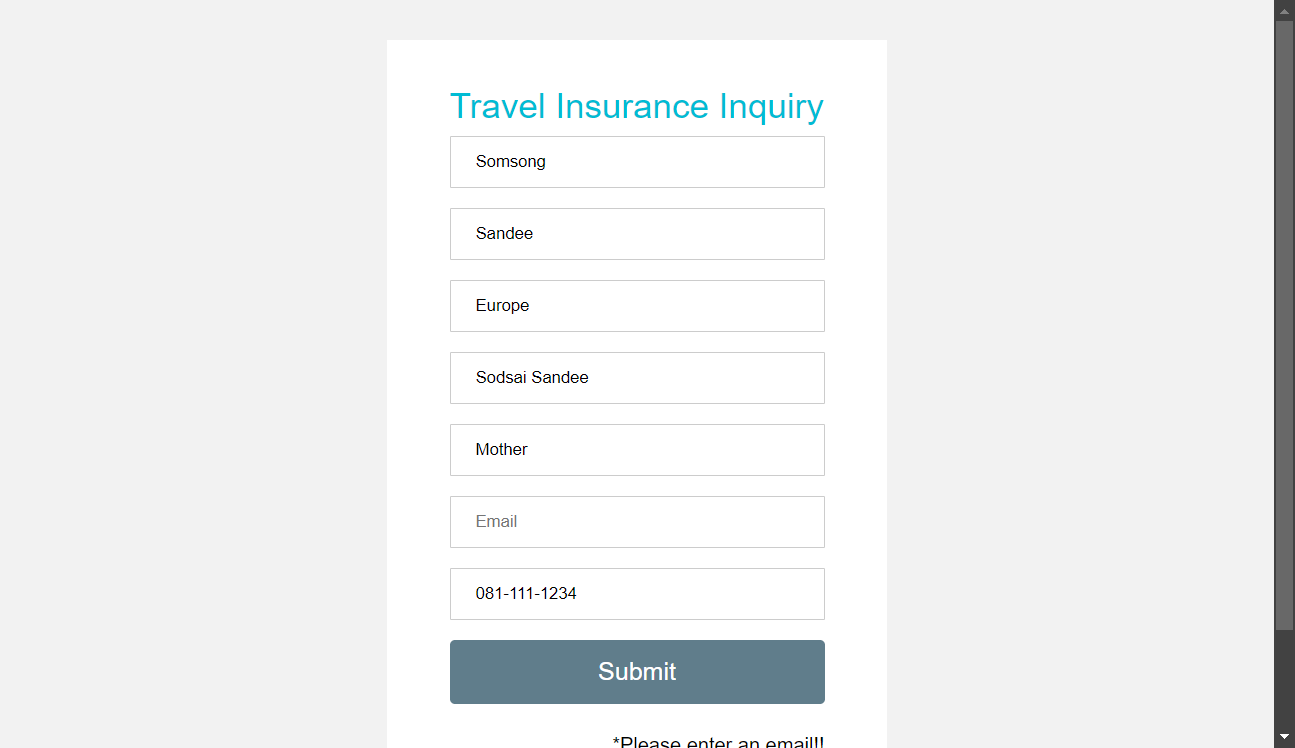 Travel Insurance Inquiry
Somsong
Sandee
Europe
Sodsai Sandee
Mother
Email
081-111-1234
Submit
*Please enter an email!!